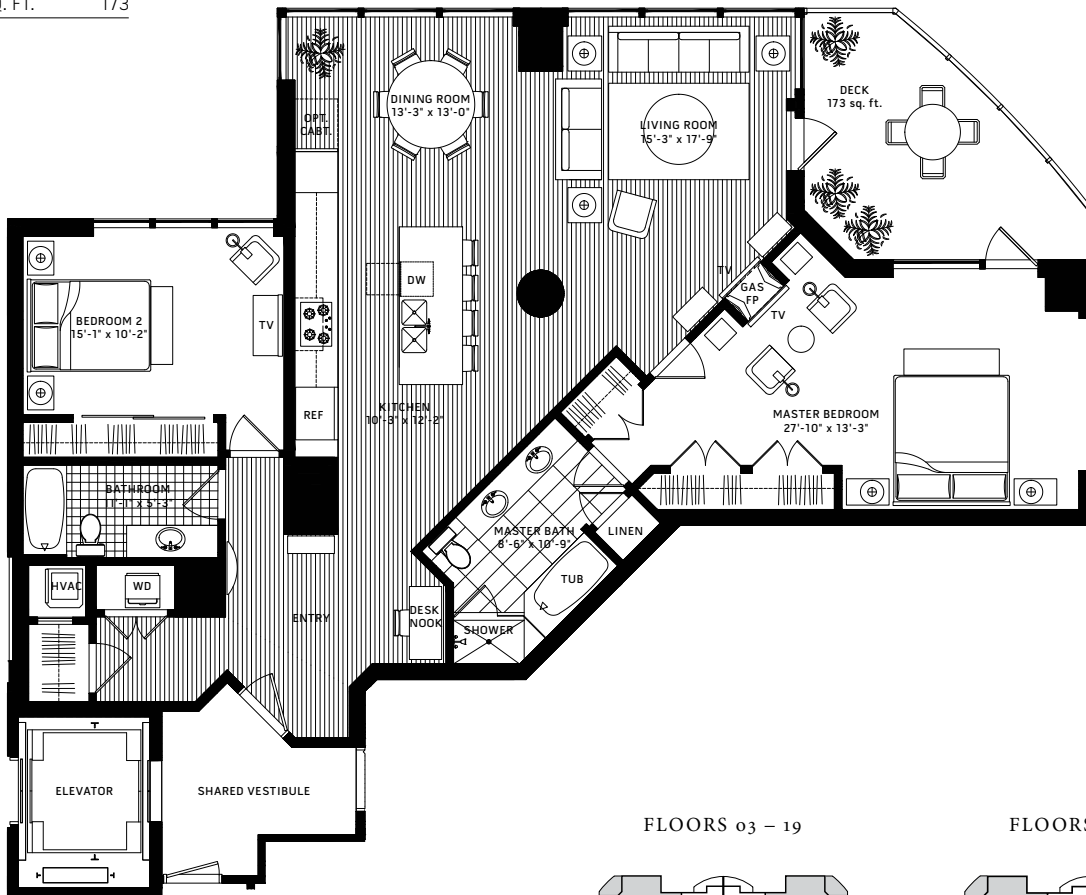 FT. 173
OPT.
CABT.
DINING ROOM
13'-3" x 13'-0"
LIVING ROOM
15'-3" x 17'-9"
DECK
173 sq. ft.
DW
TV
GAS
FP
TV
BEDROOM 2
15'-1" x 10'-2"
TV
REF
KITCHEN
10'-3" x 12'-2"
MASTER BEDROOM
27'-10" x 13'-3"
BATHROOM
MASTER BATH
8'-6" x 10'-9"
LINEN
TUB
HVAC
WD
ENTRY
DESK
NOOK
SHOWER
ELEVATOR
SHARED VESTIBULE
FLOORS 03 – 19
FLOORS